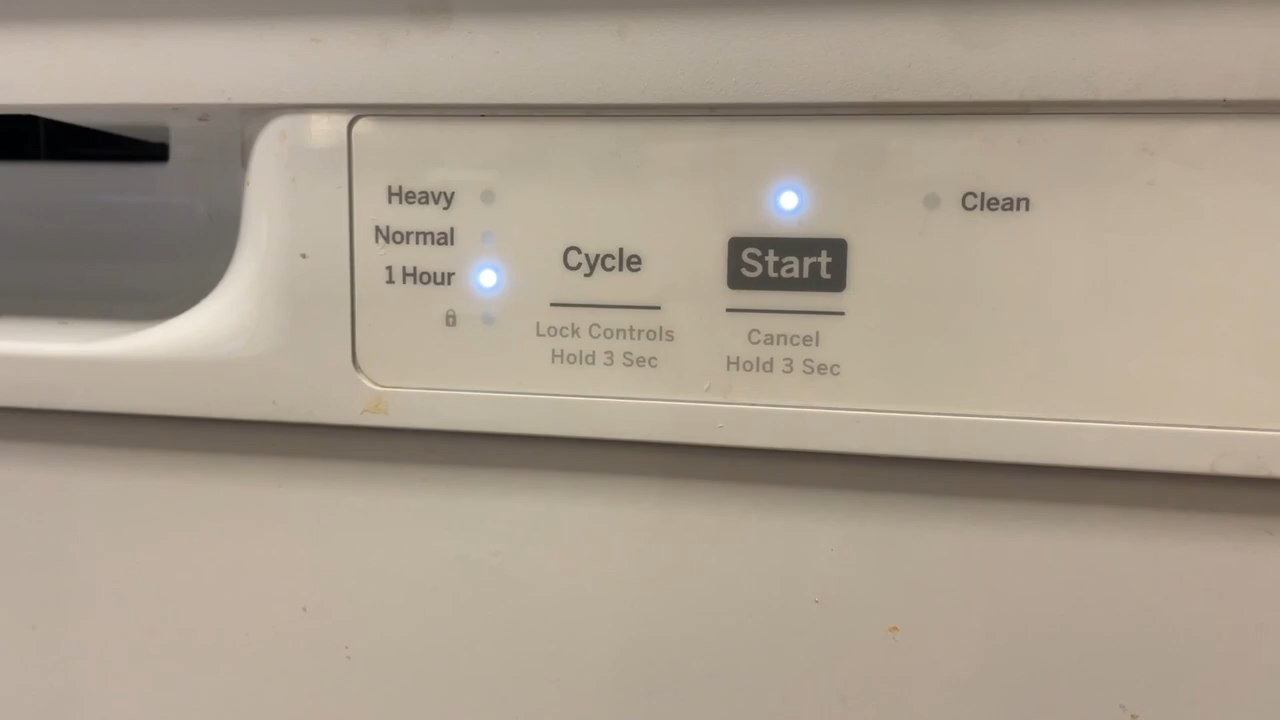 Heavy
Normal
1 Hour
Cycle
Lock Controls
Hold 3 Sec
Start
Cancel
Hold 3 Sec
Clean